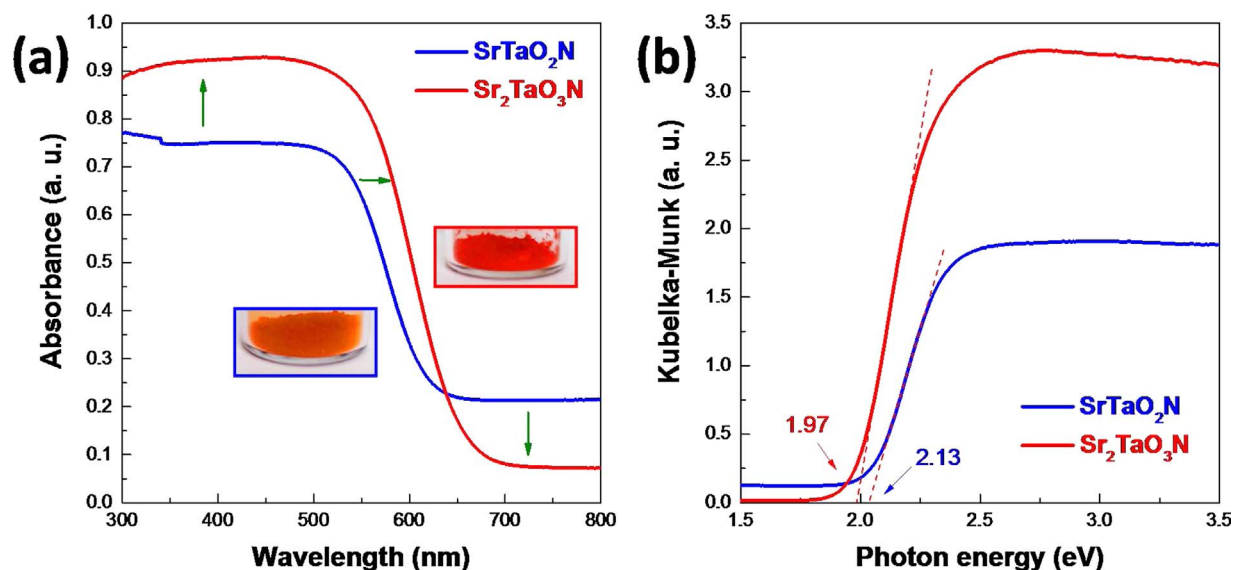 (a)
Absorbance (a. u.)
1.0
0.9
0.8
0.7
0.6
0.5
0.4
0.3
0.2
0.1
0.0
SrTaO₂N
Sr₂TaO₃N
300 400 500 600 700 800
Wavelength (nm)
(b)
Kubelka-Munk (a. u.)
3.5
3.0
2.5
2.0
1.5
1.0
0.5
0.0
SrTaO₂N
Sr₂TaO₃N
1.97
2.13
1.5 2.0 2.5 3.0 3.5
Photon energy (eV)